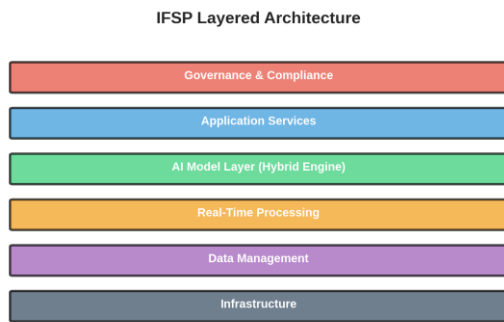 IFSP Layered Architecture
Governance & Compliance
Application Services
AI Model Layer (Hybrid Engine)
Real-Time Processing
Data Management
Infrastructure